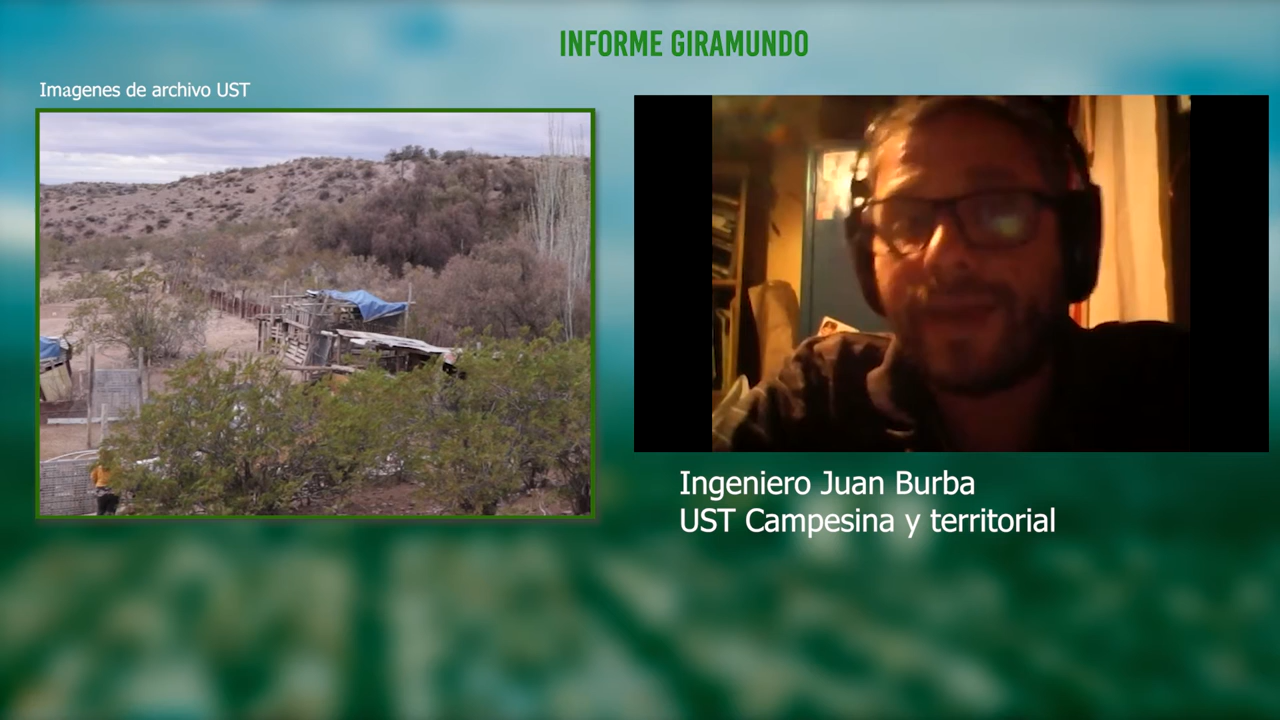 INFORME GIRAMUNDO
Imagenes de archivo UST
Ingeniero Juan Burba
UST Campesina y territorial